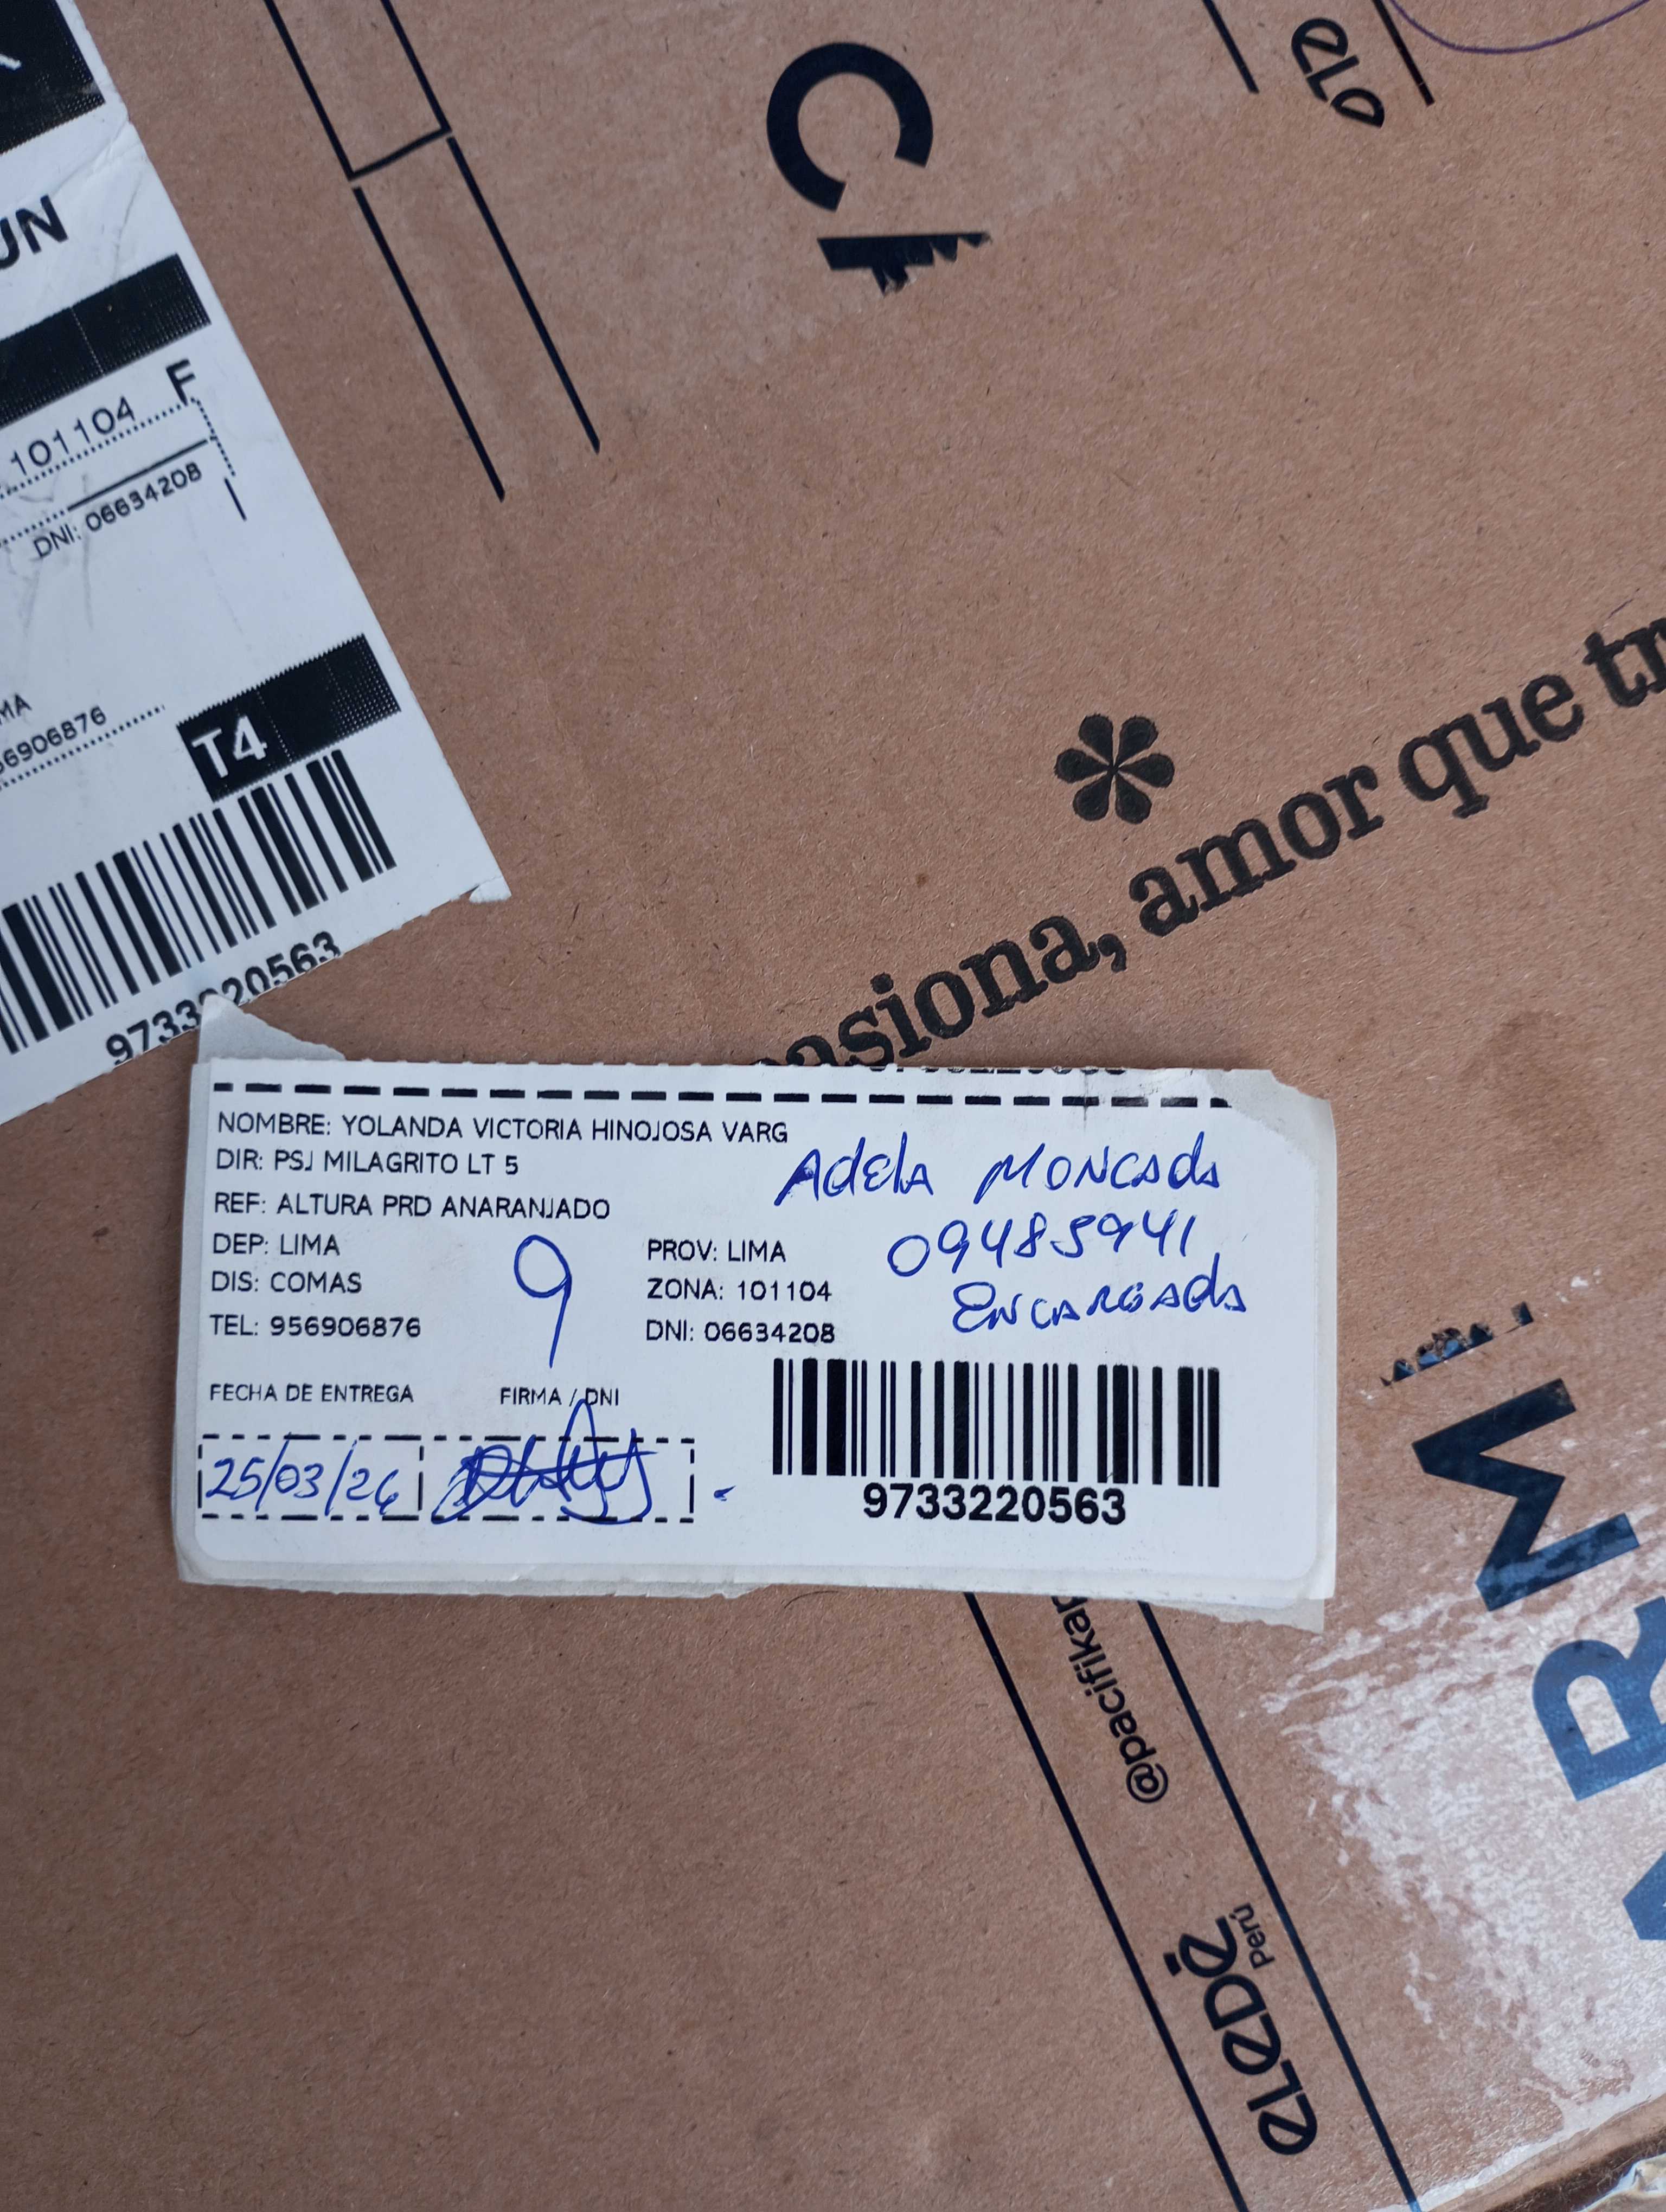 UN
101104 F
DNI: 06634208
MA
56906876
T4
9733220563
C
asiona, amor que tr
NOMBRE: YOLANDA VICTORIA HINOJOSA VARG
DIR: PSJ MILAGRITO LT 5
REF: ALTURA PRD ANARANJADO
DEP: LIMA
PROV: LIMA
DIS: COMAS
ZONA: 101104
TEL: 956906876
DNI: 06634208
9
Adela Moncada
09485941
Encargada
FECHA DE ENTREGA
FIRMA / DNI
25/03/26
9733220563
@pacifika
eLeDé
Perú
RM